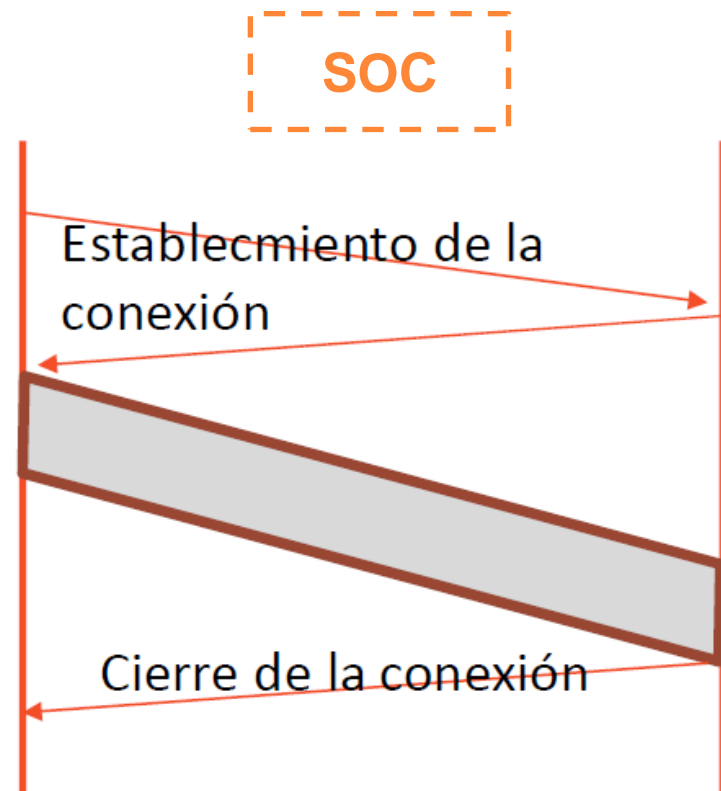 SOC
Establecmiento de la
conexión
Cierre de la conexión